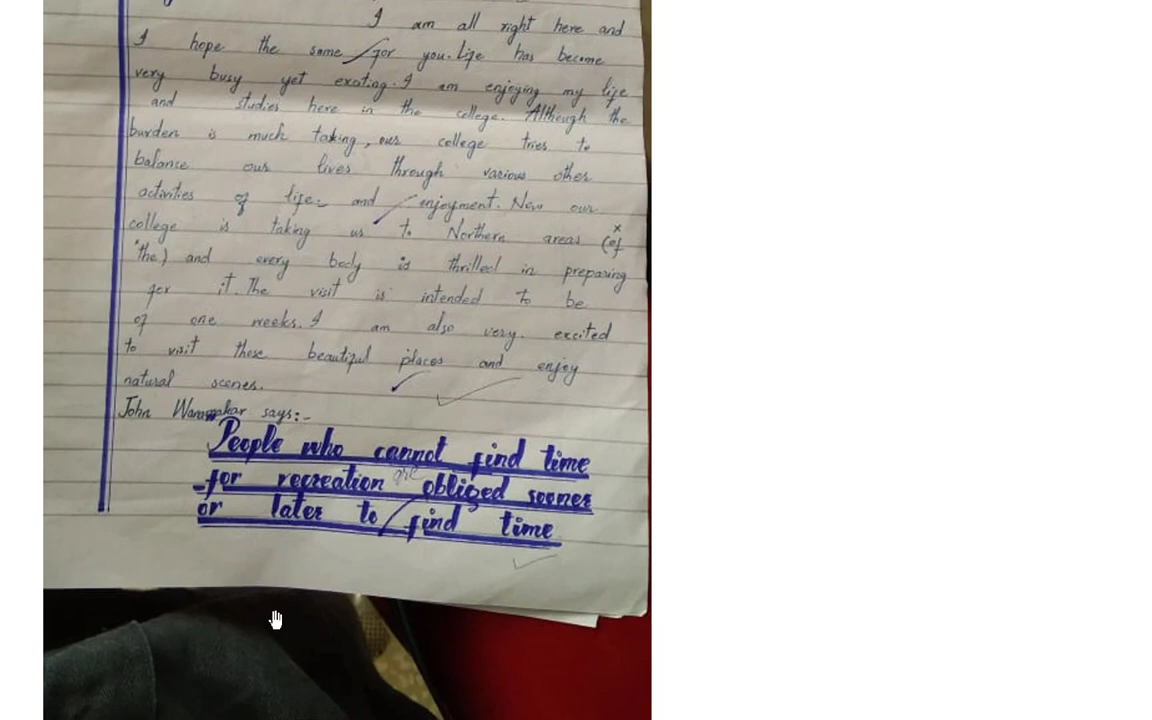 I am all right here and
I hope the same for you. Life has become
very busy yet exciting. I am enjoying my life
and studies here in the college. Although the
burden is much taking, our college tries to
balance our lives through various other
activities of life and enjoyment. Now our
college is taking us to Northern areas (of
the) and every body is thrilled in preparing
for it. The visit is intended to be
of one weeks. I am also very excited
to visit these beautiful places and enjoy
natural scenes.
John says:-
People who cannot find time
for recreation are obliged sooner
or later to find time